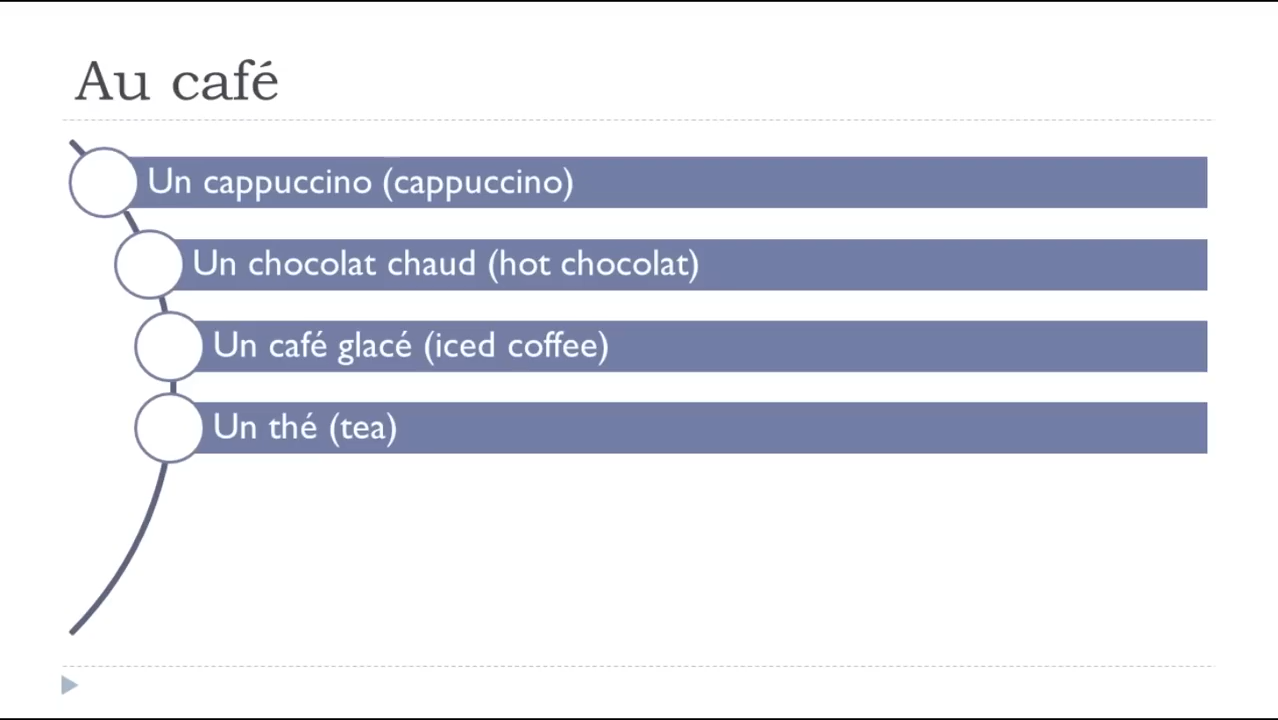 Au café
Un cappuccino (cappuccino)
Un chocolat chaud (hot chocolat)
Un café glacé (iced coffee)
Un thé (tea)